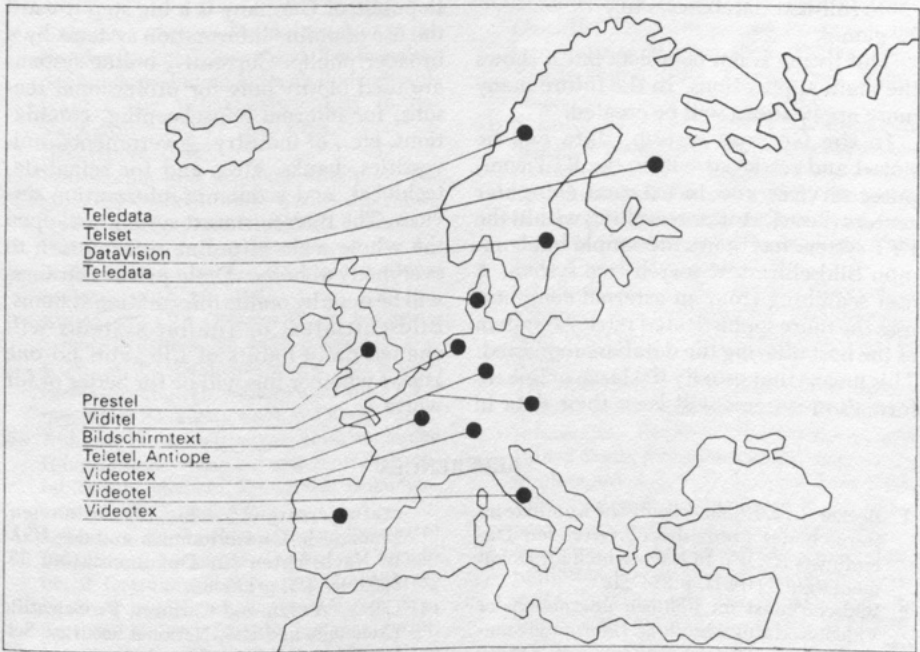 Teledata
Telset
DataVision
Teledata
Prestel
Viditel
Bildschirmtext
Teletel, Antiope
Videotex
Videotel
Videotex